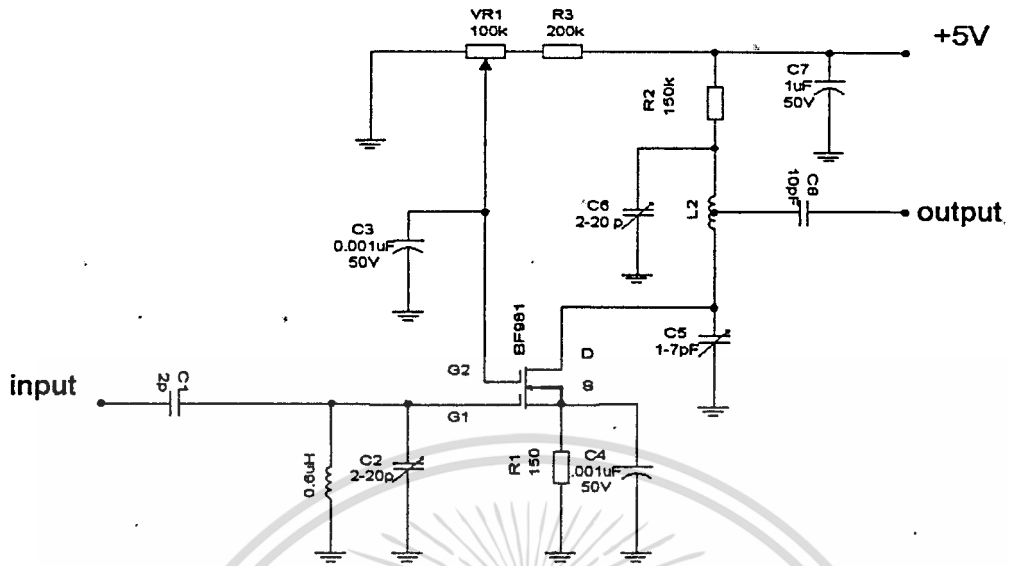 VR1
100k
R3
200k
+5V
C7
1uF
50V
R2
150k
C8
10pF
C6
2-20 p
L2
output
C3
0.001uF
50V
BF981
C5
1-7pF
D
S
G2
G1
input
C1
2p
0.6uH
C2
2-20p
R1
150
C4
.001uF
50V